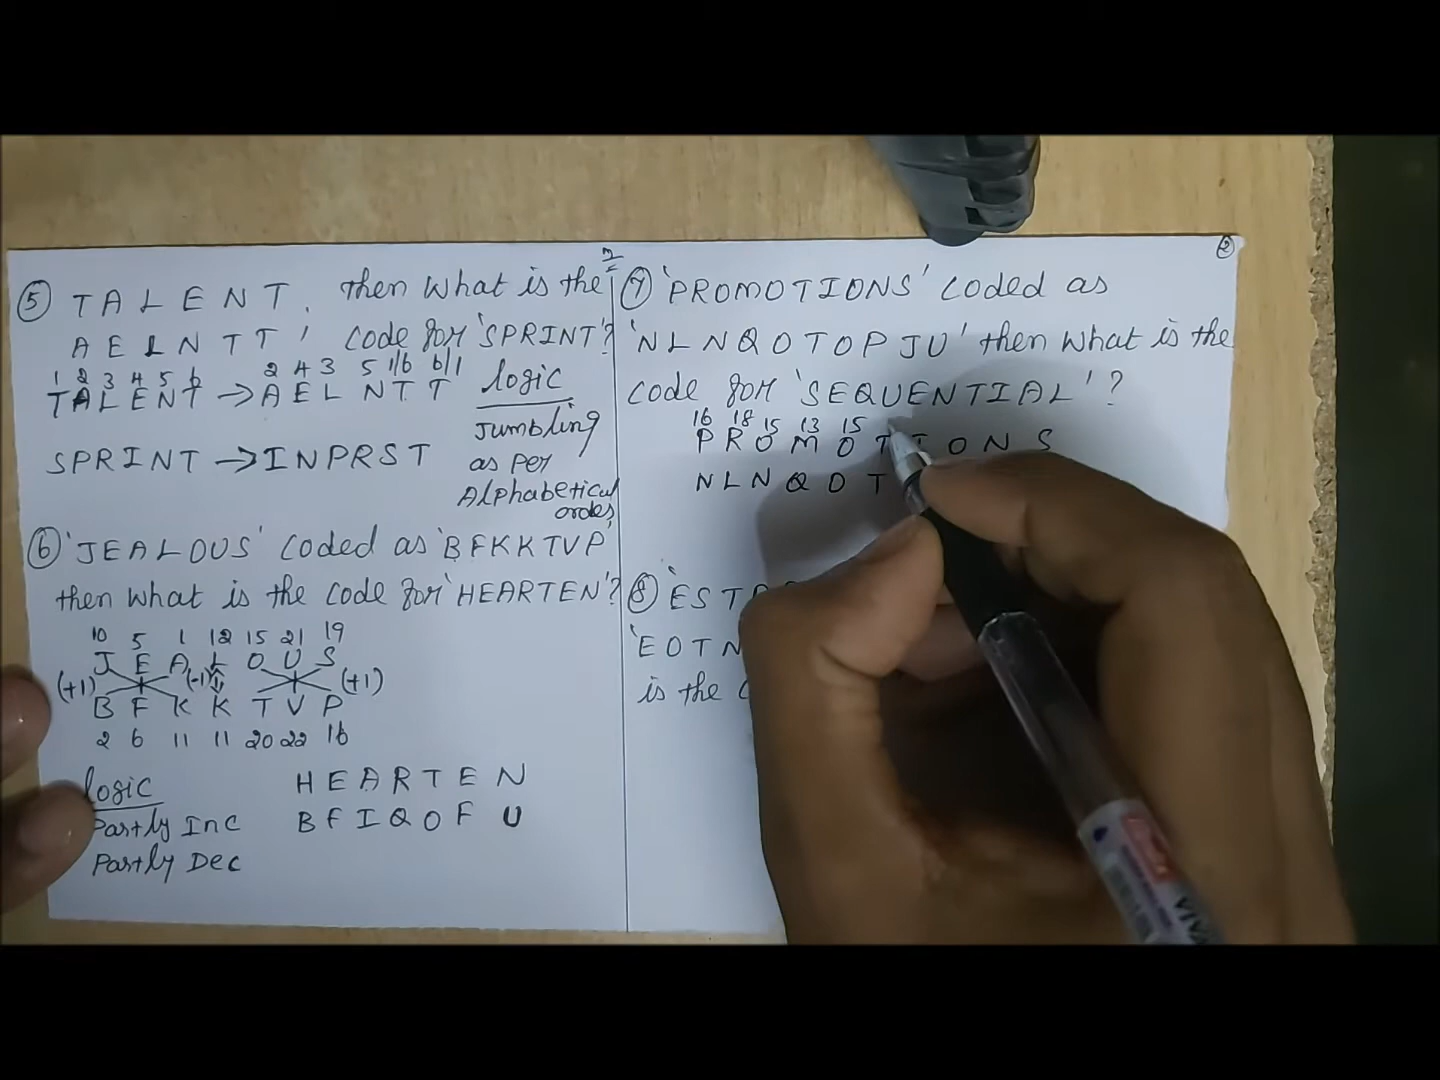 ②
⑤ TALENT, then What is the
AELNTT' Code for 'SPRINT'?
1 2 3 4 5 6 2 4 3 5 1/6 6/1
TALENT → AELNTT
logic
Jumbling
as per
Alphabetical
order,
SPRINT → INPRST
⑥ 'JEALOUS' Coded as 'BFKKTVP'
then What is the Code for 'HEARTEN'?
10 5 1 12 15 21 19
J E A L O U S
(+1) (-1) (+1)
B F K K T V P
2 6 11 11 20 22 16
logic
Partly Inc
Partly Dec
H E A R T E N
B F I Q O F U
⑦ 'PROMOTIONS' Coded as
'NLNQOTOPJU' then What is the
Code for 'SEQUENTIAL'?
16 18 15 13 15
P R O M O T I O N S
N L N Q O T
⑧ 'EST
'EOTN
is the